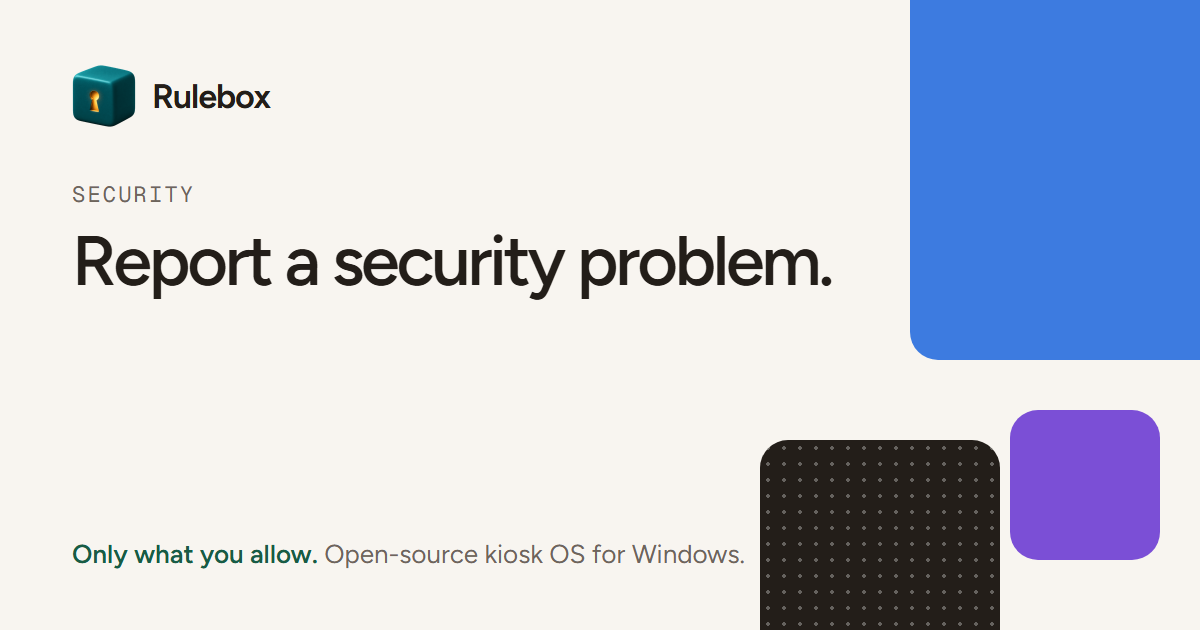 Rulebox
SECURITY
Report a security problem.
Only what you allow. Open-source kiosk OS for Windows.